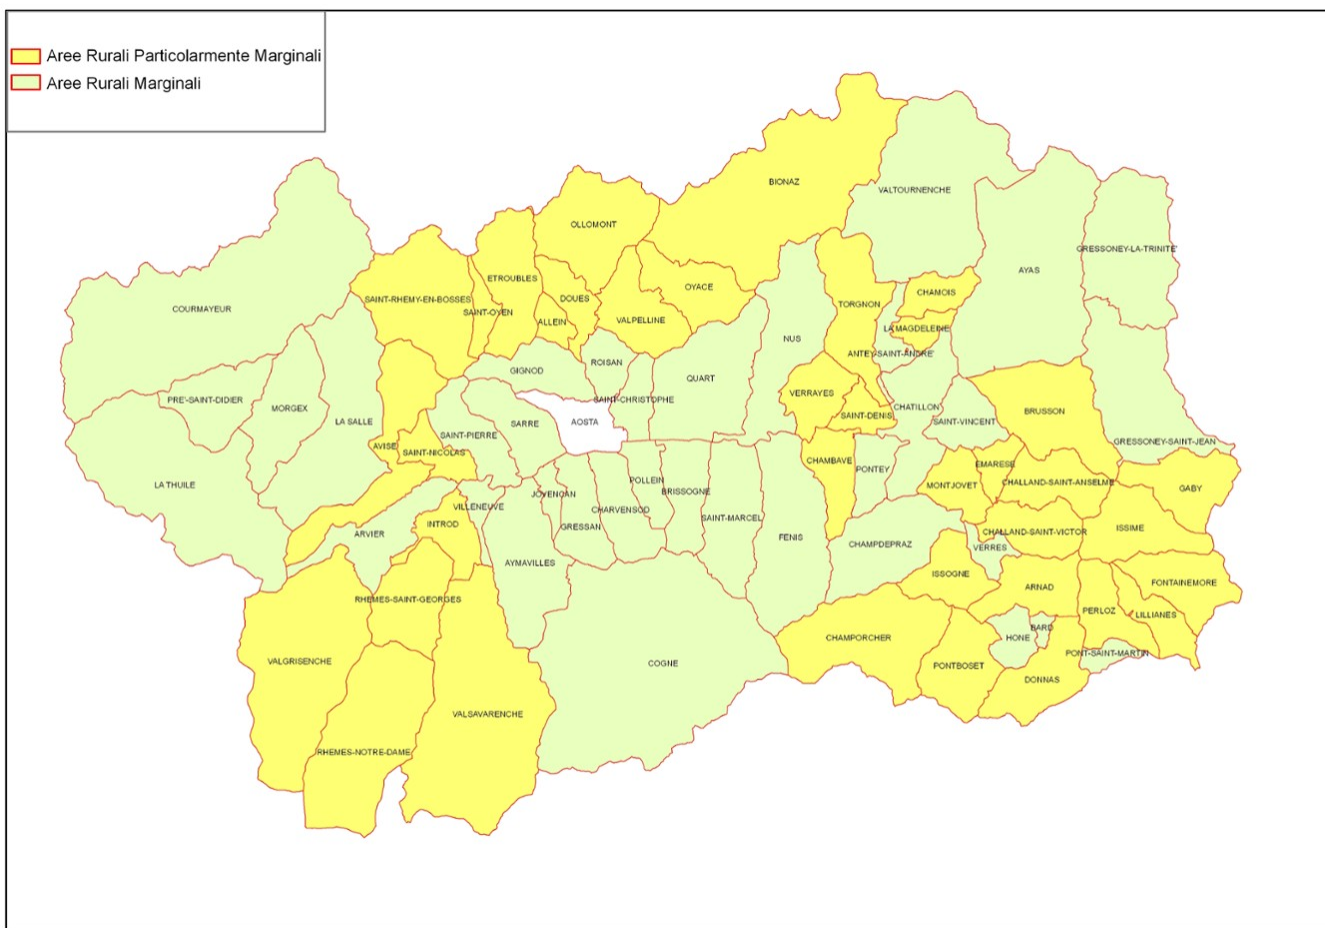 Aree Rurali Particolarmente Marginali
Aree Rurali Marginali
BIONAZ
VALTOURNENCHE
OLLOMONT
GRESSONEY-LA-TRINITE'
AYAS
ETROUBLES
OYACE
CHAMOIS
SAINT-RHEMY-EN-BOSSES
DOUES
TORGNON
COURMAYEUR
SAINT-OYEN
ALLEIN
VALPELLINE
LA MAGDELEINE
NUS
ANTEY-SAINT-ANDRE'
ROISAN
GIGNOD
QUART
VERRAYES
PRE'-SAINT-DIDIER
SAINT-CHRISTOPHE
MORGEX
CHATILLON
BRUSSON
SAINT-DENIS
LA SALLE
SARRE
AOSTA
SAINT-VINCENT
SAINT-PIERRE
GRESSONEY-SAINT-JEAN
AVISE
SAINT-NICOLAS
CHAMBAVE
EMARESE
PONTEY
POLLEIN
CHALLAND-SAINT-ANSELME
LA THUILE
MONTJOVET
GABY
BRISSOGNE
JOVENCAN
VILLENEUVE
CHARVENSOD
SAINT-MARCEL
INTROD
GRESSAN
ISSIME
ARVIER
CHALLAND-SAINT-VICTOR
FENIS
CHAMPDEPRAZ
VERRES
AYMAVILLES
ISSOGNE
FONTAINEMORE
ARNAD
RHEMES-SAINT-GEORGES
PERLOZ
LILLIANES
BARD
CHAMPORCHER
HONE
PONT-SAINT-MARTIN
VALGRISENCHE
COGNE
PONTBOSET
DONNAS
VALSAVARENCHE
RHEMES-NOTRE-DAME